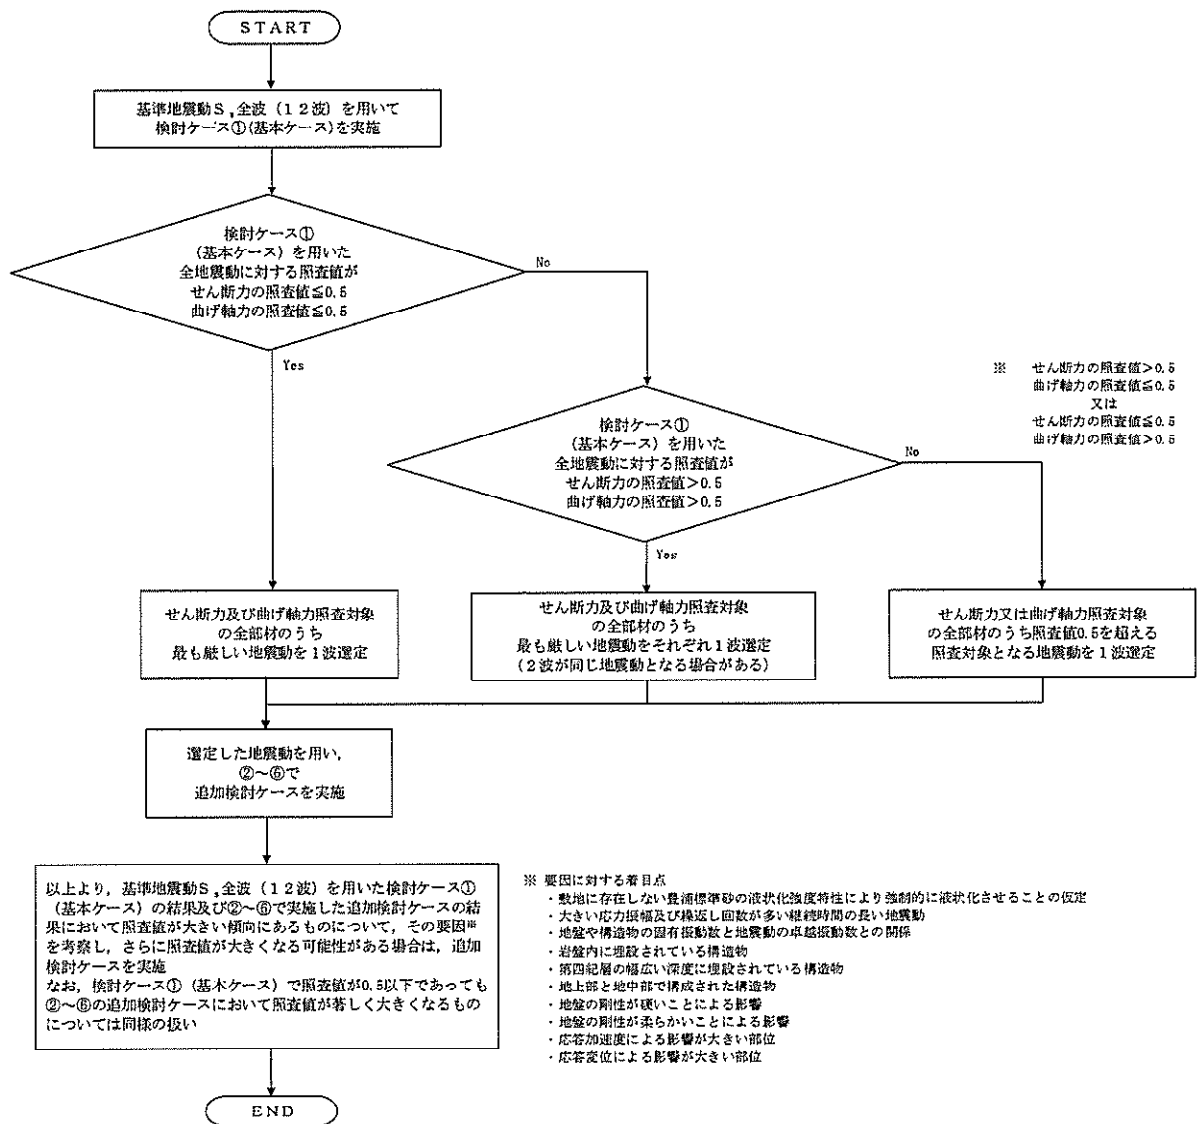 START
基準地震動Ss全波（12波）を用いて
検討ケース①(基本ケース)を実施
検討ケース①
（基本ケース）を用いた
全地震動に対する照査値が
せん断力の照査値≦0.5
曲げ軸力の照査値≦0.5
No
Yes
※ せん断力の照査値＞0.5
曲げ軸力の照査値≦0.5
又は
せん断力の照査値≦0.5
曲げ軸力の照査値＞0.5
検討ケース①
（基本ケース）を用いた
全地震動に対する照査値が
せん断力の照査値＞0.5
曲げ軸力の照査値＞0.5
No
Yes
せん断力及び曲げ軸力照査対象
の全部材のうち
最も厳しい地震動を１波選定
せん断力及び曲げ軸力照査対象
の全部材のうち
最も厳しい地震動をそれぞれ１波選定
（２波が同じ地震動となる場合がある）
せん断力又は曲げ軸力照査対象
の全部材のうち照査値0.5を超える
照査対象となる地震動を１波選定
選定した地震動を用い，
②～⑥で
追加検討ケースを実施
以上より，基準地震動Ss全波（12波）を用いた検討ケース①
（基本ケース）の結果及び②～⑥で実施した追加検討ケースの結
果において照査値が大きい傾向にあるものについて，その要因※
を考察し，さらに照査値が大きくなる可能性がある場合は，追加
検討ケースを実施
なお，検討ケース①（基本ケース）で照査値が0.5以下であっても
②～⑥の追加検討ケースにおいて照査値が著しく大きくなるもの
については同様の扱い
※ 要因に対する着目点
・敷地に存在しない豊浦標準砂の液状化強度特性により強制的に液状化させることの仮定
・大きい応力振幅及び繰返し回数が多い継続時間の長い地震動
・地盤や構造物の固有振動数と地震動の卓越振動数との関係
・岩盤内に埋設されている構造物
・第四紀層の幅広い深度に埋設されている構造物
・地上部と地中部で構成された構造物
・地盤の剛性が硬いことによる影響
・地盤の剛性が柔らかいことによる影響
・応答加速度による影響が大きい部位
・応答変位による影響が大きい部位
END